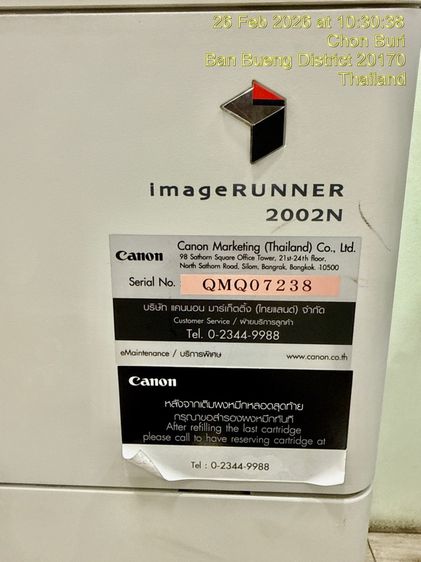 26 Feb 2026 at 10:30:38
Chon Buri
Ban Bueng District 20170
Thailand
imageRUNNER
2002N
Canon
Canon Marketing (Thailand) Co., Ltd.
98 Sathorn Square Office Tower, 21st-24th floor,
North Sathorn Road, Silom, Bangrak, Bangkok. 10500
Serial No. QMQ07238
บริษัท แคนนอน มาร์เก็ตติ้ง (ไทยแลนด์) จำกัด
Customer Service / ฝ่ายบริการลูกค้า
Tel. 0-2344-9988
eMaintenance / บริการพิเศษ www.canon.co.th
Canon
หลังจากเติมผงหมึกหลอดสุดท้าย
กรุณาขอสำรองผงหมึกทันที
After refilling the last cartridge
please call to have reserving cartridge at
Tel : 0-2344-9988